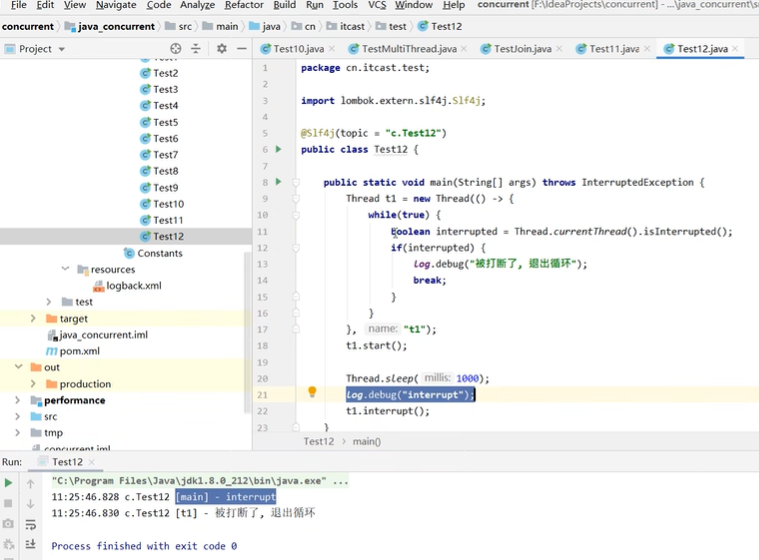 File Edit View Navigate Code Analyze Refactor Build Run Tools VCS Window Help concurrent [F:\IdeaProjects\concurrent] - ...\java_concurrent\
concurrent java_concurrent src main java cn itcast test Test12
Project
Test10.java TestMultiThread.java TestJoin.java Test11.java Test12.java
Test2
Test3
Test4
Test5
Test6
Test7
Test8
Test9
Test10
Test11
Test12
Constants
resources
logback.xml
test
target
java_concurrent.iml
pom.xml
out
production
performance
src
tmp
concurrent.iml
1 package cn.itcast.test;
2
3 import lombok.extern.slf4j.Slf4j;
4
5 @Slf4j(topic = "c.Test12")
6 public class Test12 {
7
8 public static void main(String[] args) throws InterruptedException {
9 Thread t1 = new Thread(() -> {
10 while(true) {
11 boolean interrupted = Thread.currentThread().isInterrupted();
12 if(interrupted) {
13 log.debug("被打断了, 退出循环");
14 break;
15 }
16 }
17 }, name: "t1");
18 t1.start();
19
20 Thread.sleep( millis: 1000);
21 log.debug("interrupt");
22 t1.interrupt();
23 }
Test12 › main()
Run: Test12
"C:\Program Files\Java\jdk1.8.0_212\bin\java.exe" ...
11:25:46.828 c.Test12 [main] - interrupt
11:25:46.830 c.Test12 [t1] - 被打断了, 退出循环
Process finished with exit code 0